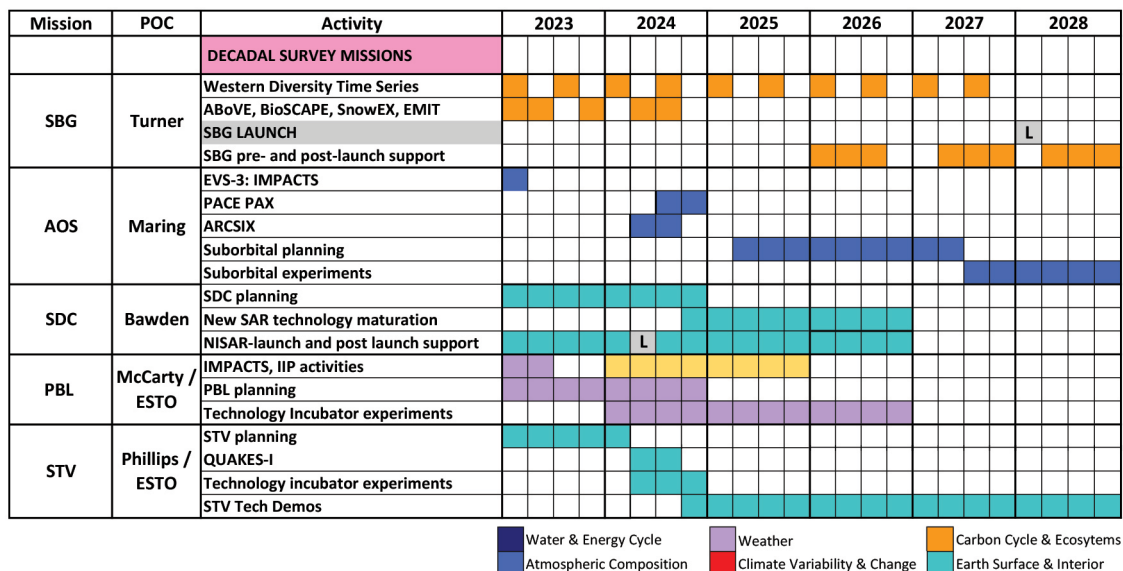 Mission POC Activity 2023 2024 2025 2026 2027 2028
DECADAL SURVEY MISSIONS
SBG Turner
Western Diversity Time Series
ABoVE, BioSCAPE, SnowEX, EMIT
SBG LAUNCH L
SBG pre- and post-launch support
AOS Maring
EVS-3: IMPACTS
PACE PAX
ARCSIX
Suborbital planning
Suborbital experiments
SDC Bawden
SDC planning
New SAR technology maturation
NISAR-launch and post launch support L
PBL McCarty /
ESTO
IMPACTS, IIP activities
PBL planning
Technology Incubator experiments
STV Phillips /
ESTO
STV planning
QUAKES-I
Technology incubator experiments
STV Tech Demos
Water & Energy Cycle Weather Carbon Cycle & Ecosytems
Atmospheric Composition Climate Variability & Change Earth Surface & Interior